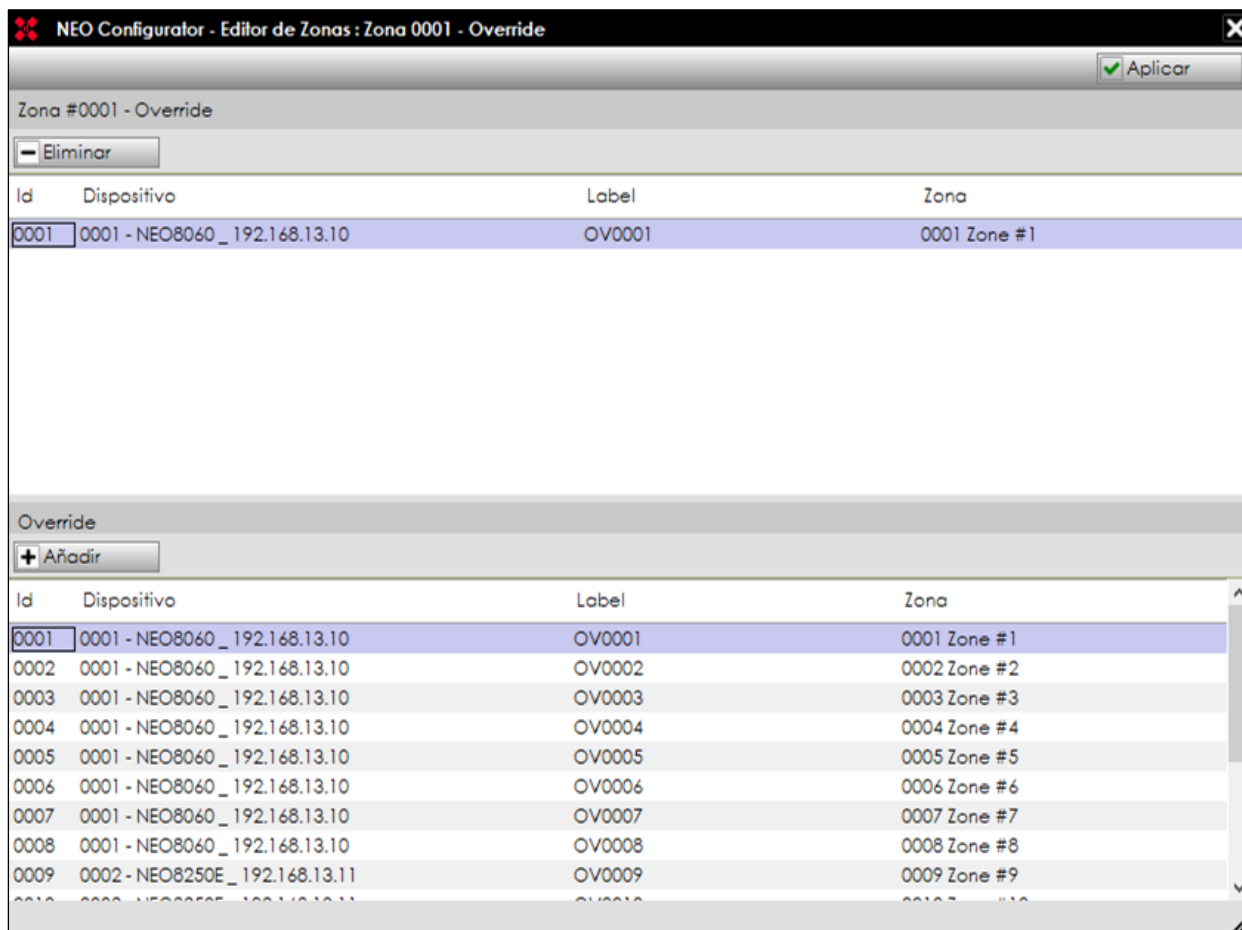 NEO Configurator - Editor de Zonas : Zona 0001 - Override
Aplicar
Zona #0001 - Override
Eliminar
Id Dispositivo Label Zona
0001 0001 - NEO8060 _ 192.168.13.10 OV0001 0001 Zone #1
Override
Añadir
Id Dispositivo Label Zona
0001 0001 - NEO8060 _ 192.168.13.10 OV0001 0001 Zone #1
0002 0001 - NEO8060 _ 192.168.13.10 OV0002 0002 Zone #2
0003 0001 - NEO8060 _ 192.168.13.10 OV0003 0003 Zone #3
0004 0001 - NEO8060 _ 192.168.13.10 OV0004 0004 Zone #4
0005 0001 - NEO8060 _ 192.168.13.10 OV0005 0005 Zone #5
0006 0001 - NEO8060 _ 192.168.13.10 OV0006 0006 Zone #6
0007 0001 - NEO8060 _ 192.168.13.10 OV0007 0007 Zone #7
0008 0001 - NEO8060 _ 192.168.13.10 OV0008 0008 Zone #8
0009 0002 - NEO8250E _ 192.168.13.11 OV0009 0009 Zone #9